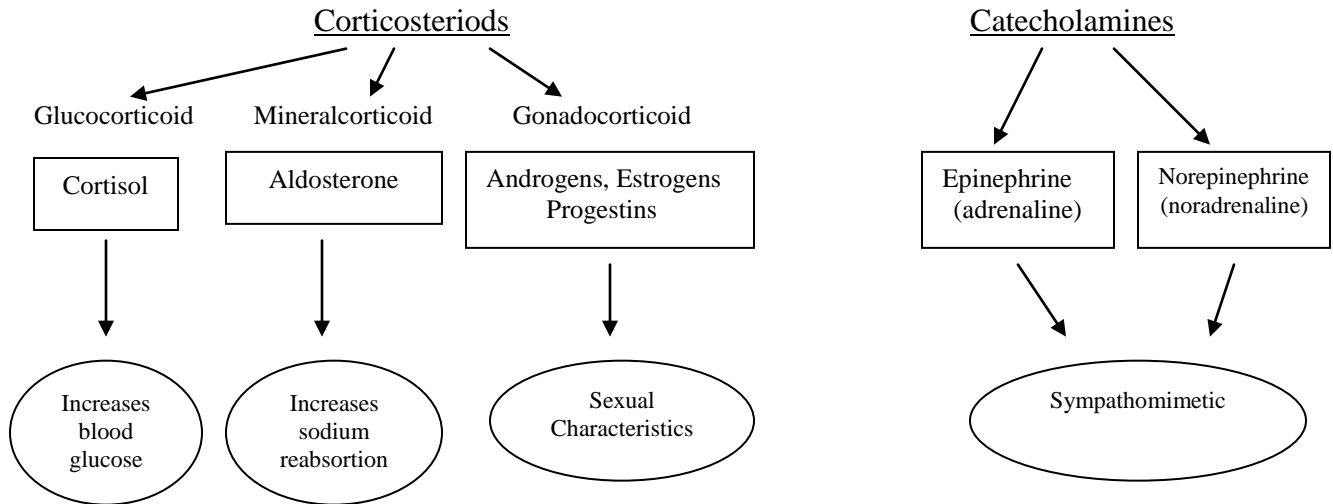 Corticosteriods
Catecholamines
Glucocorticoid
Mineralcorticoid
Gonadocorticoid
Cortisol
Aldosterone
Androgens, Estrogens
Progestins
Epinephrine
(adrenaline)
Norepinephrine
(noradrenaline)
Increases
blood
glucose
Increases
sodium
reabsortion
Sexual
Characteristics
Sympathomimetic